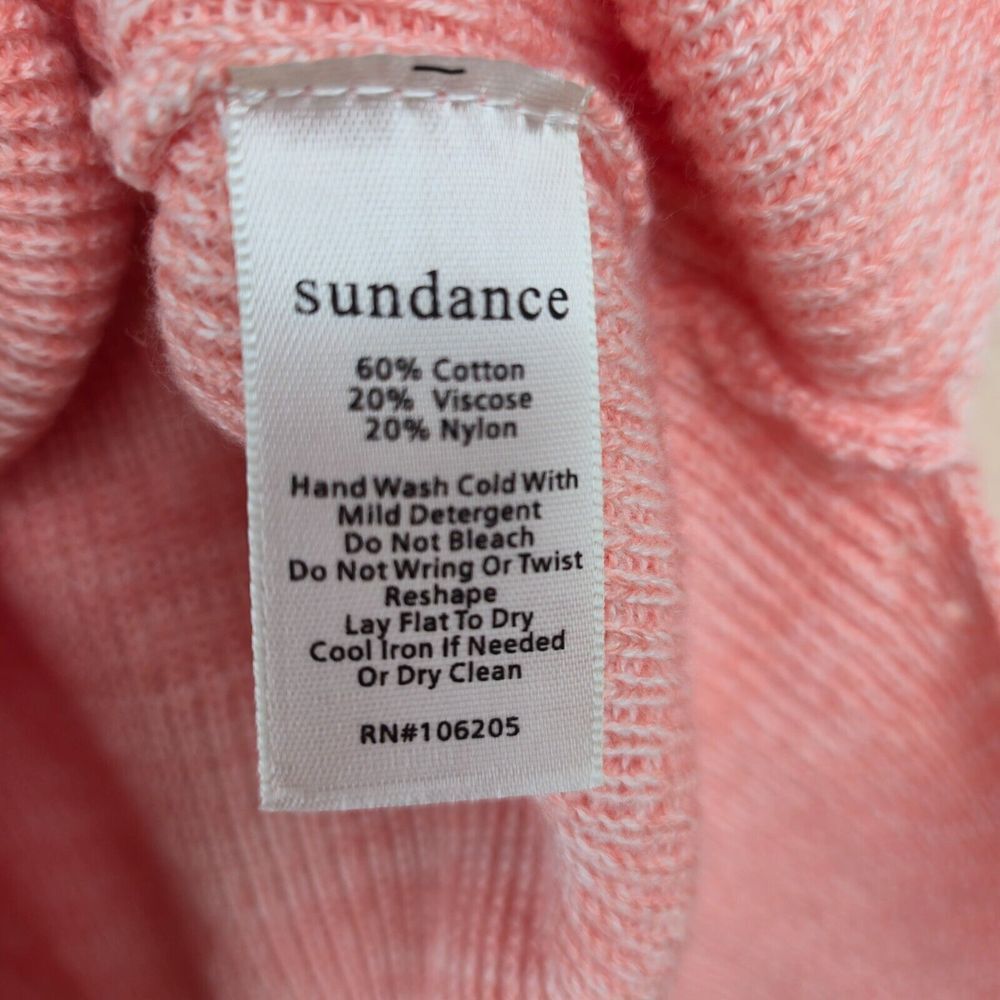 sundance
60% Cotton
20% Viscose
20% Nylon
Hand Wash Cold With
Mild Detergent
Do Not Bleach
Do Not Wring Or Twist
Reshape
Lay Flat To Dry
Cool Iron If Needed
Or Dry Clean
RN#106205